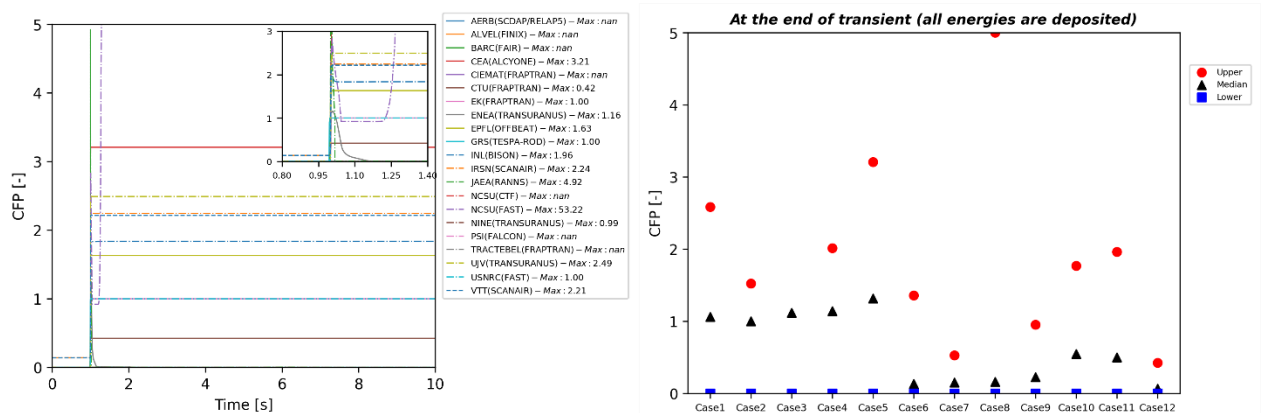 5
4
3
2
1
0
CFP [-]
0
2
4
6
8
10
Time [s]
3
2
1
0
0.80
0.95
1.10
1.25
1.40
AERB(SCDAP/RELAP5) – Max : nan
ALVEL(FINIX) – Max : nan
BARC(FAIR) – Max : nan
CEA(ALCYONE) – Max : 3.21
CIEMAT(FRAPTRAN) – Max : nan
CTU(FRAPTRAN) – Max : 0.42
EK(FRAPTRAN) – Max : 1.00
ENEA(TRANSURANUS) – Max : 1.16
EPFL(OFFBEAT) – Max : 1.63
GRS(TESPA-ROD) – Max : 1.00
INL(BISON) – Max : 1.96
IRSN(SCANAIR) – Max : 2.24
JAEA(RANNS) – Max : 4.92
NCSU(CTF) – Max : nan
NCSU(FAST) – Max : 53.22
NINE(TRANSURANUS) – Max : 0.99
PSI(FALCON) – Max : nan
TRACTEBEL(FRAPTRAN) – Max : nan
UJV(TRANSURANUS) – Max : 2.49
USNRC(FAST) – Max : 1.00
VTT(SCANAIR) – Max : 2.21
At the end of transient (all energies are deposited)
5
4
3
2
1
0
CFP [-]
Case1
Case2
Case3
Case4
Case5
Case6
Case7
Case8
Case9
Case10
Case11
Case12
Upper
Median
Lower